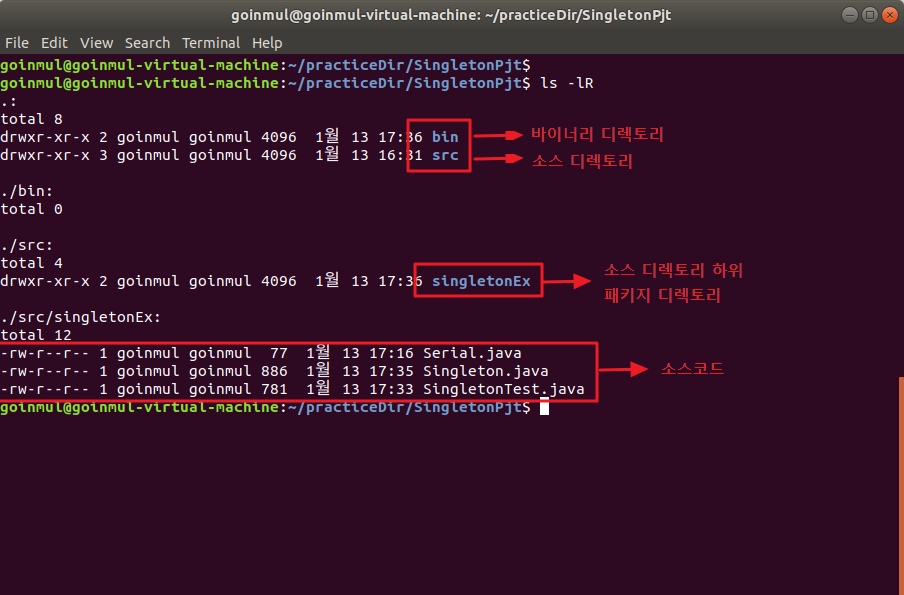 goinmul@goinmul-virtual-machine: ~/practiceDir/SingletonPjt
File Edit View Search Terminal Help
goinmul@goinmul-virtual-machine:~/practiceDir/SingletonPjt$
goinmul@goinmul-virtual-machine:~/practiceDir/SingletonPjt$ ls -lR
.:
total 8
drwxr-xr-x 2 goinmul goinmul 4096  1월 13 17:36 bin 바이너리 디렉토리
drwxr-xr-x 3 goinmul goinmul 4096  1월 13 16:31 src 소스 디렉토리
./bin:
total 0
./src:
total 4
drwxr-xr-x 2 goinmul goinmul 4096  1월 13 17:36 singletonEx 소스 디렉토리 하위
패키지 디렉토리
./src/singletonEx:
total 12
-rw-r--r-- 1 goinmul goinmul  77  1월 13 17:16 Serial.java
-rw-r--r-- 1 goinmul goinmul 886  1월 13 17:35 Singleton.java 소스코드
-rw-r--r-- 1 goinmul goinmul 781  1월 13 17:33 SingletonTest.java
goinmul@goinmul-virtual-machine:~/practiceDir/SingletonPjt$